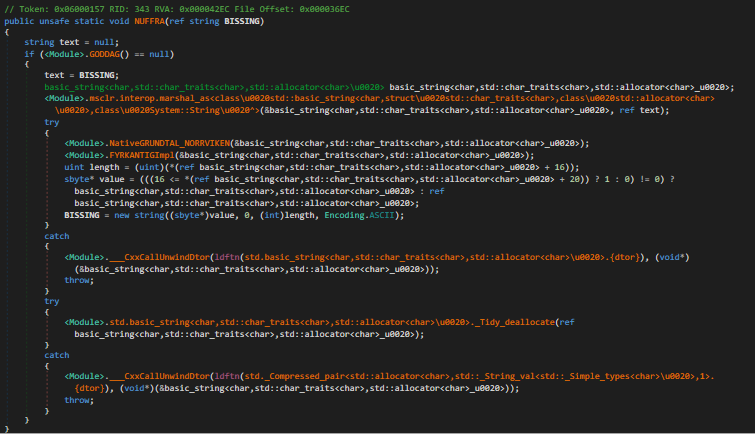 // Token: 0x06000157 RID: 343 RVA: 0x000042EC File Offset: 0x000036EC
public unsafe static void NUFFRA(ref string BISSING)
{
string text = null;
if (<Module>.GODDAG() == null)
{
text = BISSING;
basic_string<char,std::char_traits<char>,std::allocator<char>\u0020> basic_string<char,std::char_traits<char>,std::allocator<char>_u0020>;
<Module>.msclr.interop.marshal_as<class\u0020std::basic_string<char,struct\u0020std::char_traits<char>,class\u0020std::allocator<char>
\u0020>,class\u0020System::String\u0020^>(&basic_string<char,std::char_traits<char>,std::allocator<char>_u0020>, ref text);
try
{
<Module>.NativeGRUNDTAL_NORRVIKEN(&basic_string<char,std::char_traits<char>,std::allocator<char>_u0020>);
<Module>.FYRKANTIGImpl(&basic_string<char,std::char_traits<char>,std::allocator<char>_u0020>);
uint length = (uint)(*(ref basic_string<char,std::char_traits<char>,std::allocator<char>_u0020> + 16));
sbyte* value = (((16 <= *(ref basic_string<char,std::char_traits<char>,std::allocator<char>_u0020> + 20)) ? 1 : 0) != 0) ?
basic_string<char,std::char_traits<char>,std::allocator<char>_u0020> : ref
basic_string<char,std::char_traits<char>,std::allocator<char>_u0020>;
BISSING = new string((sbyte*)value, 0, (int)length, Encoding.ASCII);
}
catch
{
<Module>.___CxxCallUnwindDtor(ldftn(std.basic_string<char,std::char_traits<char>,std::allocator<char>\u0020>.{dtor}), (void*)
(&basic_string<char,std::char_traits<char>,std::allocator<char>_u0020>));
throw;
}
try
{
<Module>.std.basic_string<char,std::char_traits<char>,std::allocator<char>\u0020>._Tidy_deallocate(ref
basic_string<char,std::char_traits<char>,std::allocator<char>_u0020>);
}
catch
{
<Module>.___CxxCallUnwindDtor(ldftn(std._Compressed_pair<std::allocator<char>,std::_String_val<std::_Simple_types<char>\u0020>,1>.
{dtor}), (void*)(&basic_string<char,std::char_traits<char>,std::allocator<char>_u0020>));
throw;
}
}
}